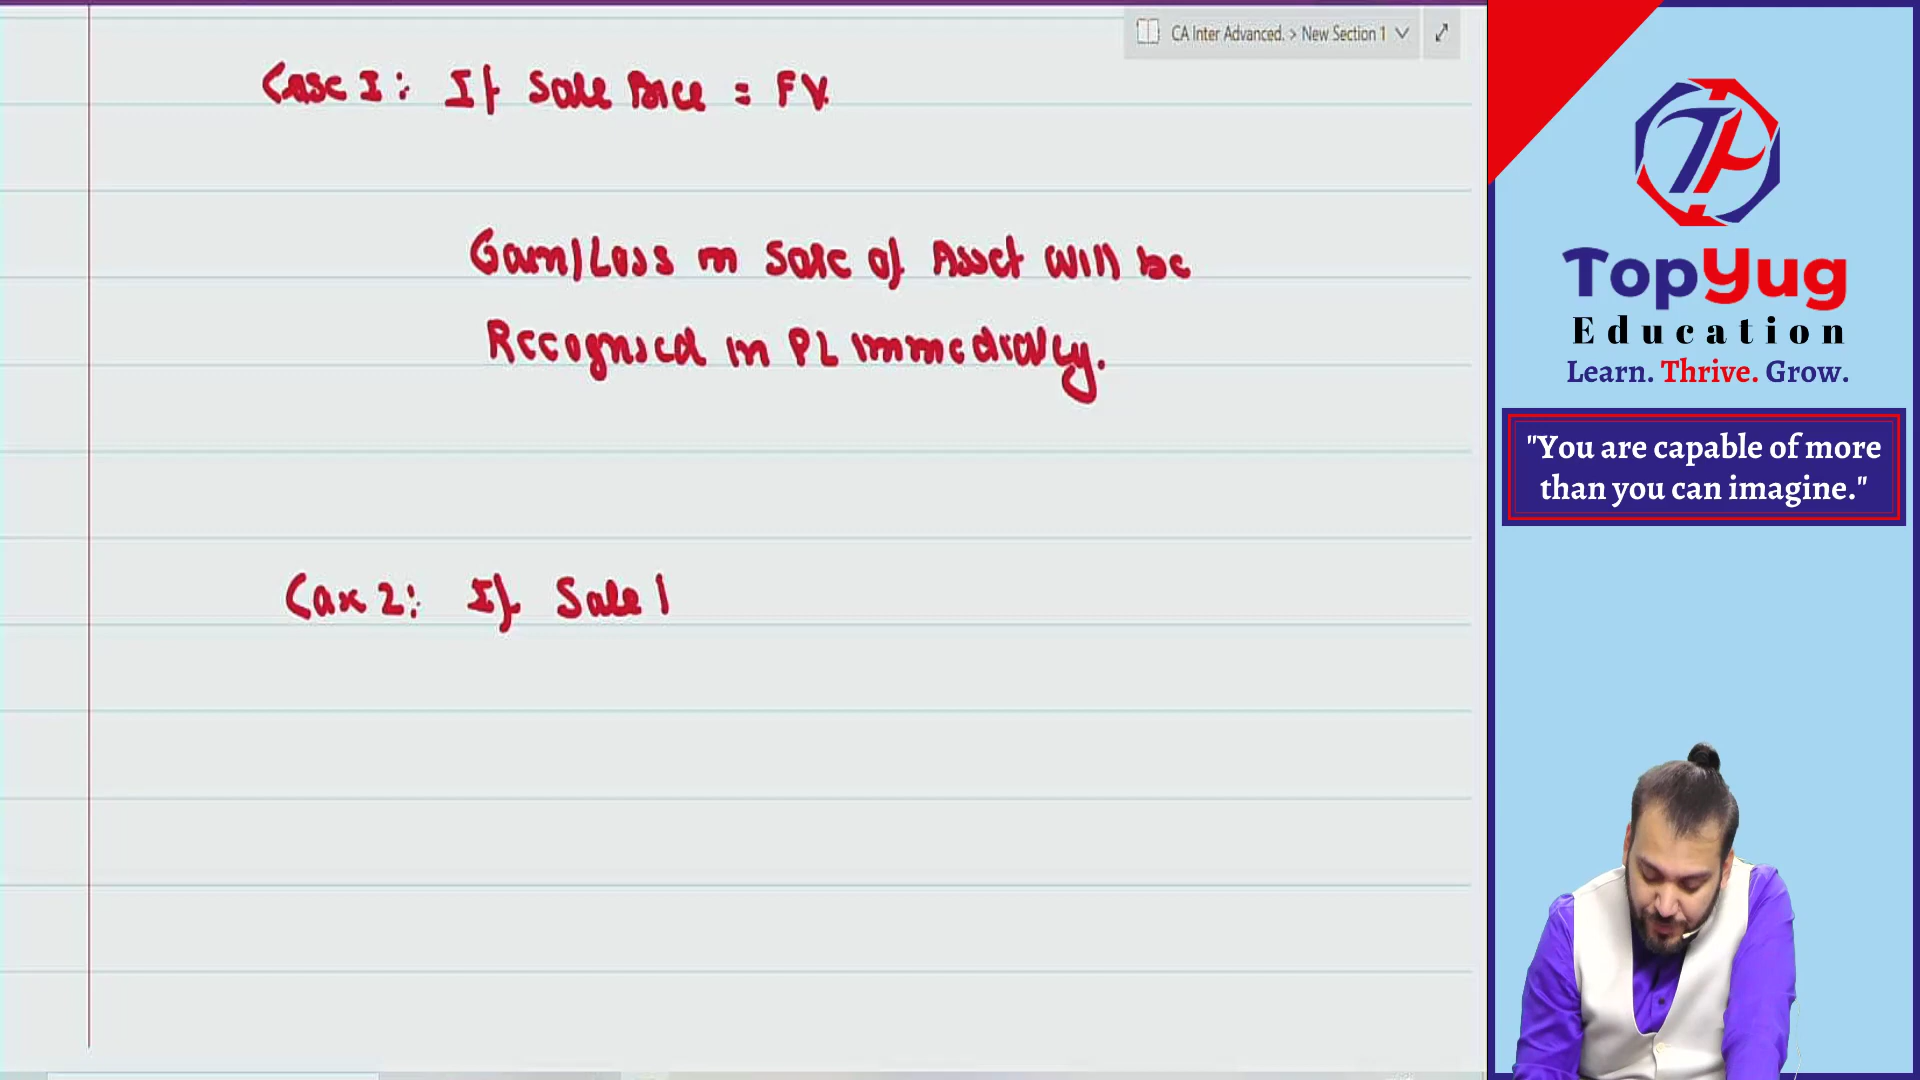 CA Inter Advanced. > New Section 1
Case I: If Sale Price = FV.
Gain/Loss on Sale of Asset will be
Recognised in PL immediately.
Case 2: If Sale P
TopYug
Education
Learn. Thrive. Grow.
"You are capable of more
than you can imagine."